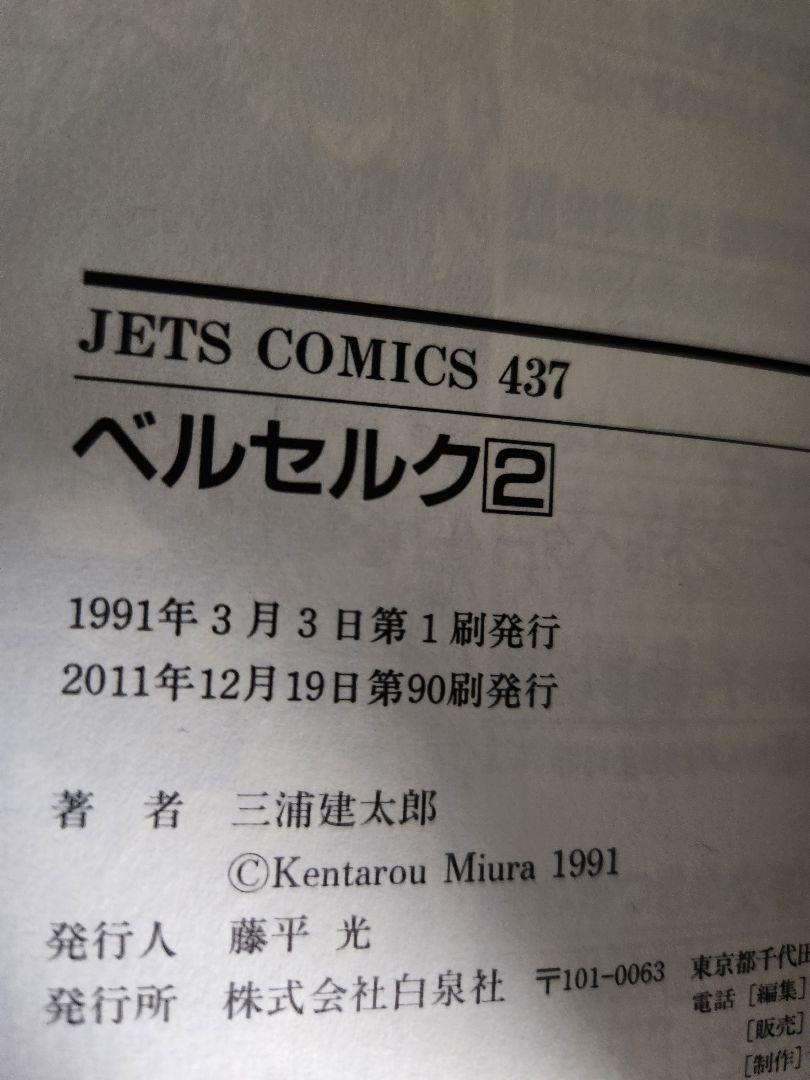 JETS COMICS 437
ベルセルク2
1991年3月3日第1刷発行
2011年12月19日第90刷発行
著 者 三浦建太郎
©Kentarou Miura 1991
発行人 藤平 光
発行所 株式会社白泉社 〒101-0063 東京都千代田
電話 [編集]
[販売]
[制作]